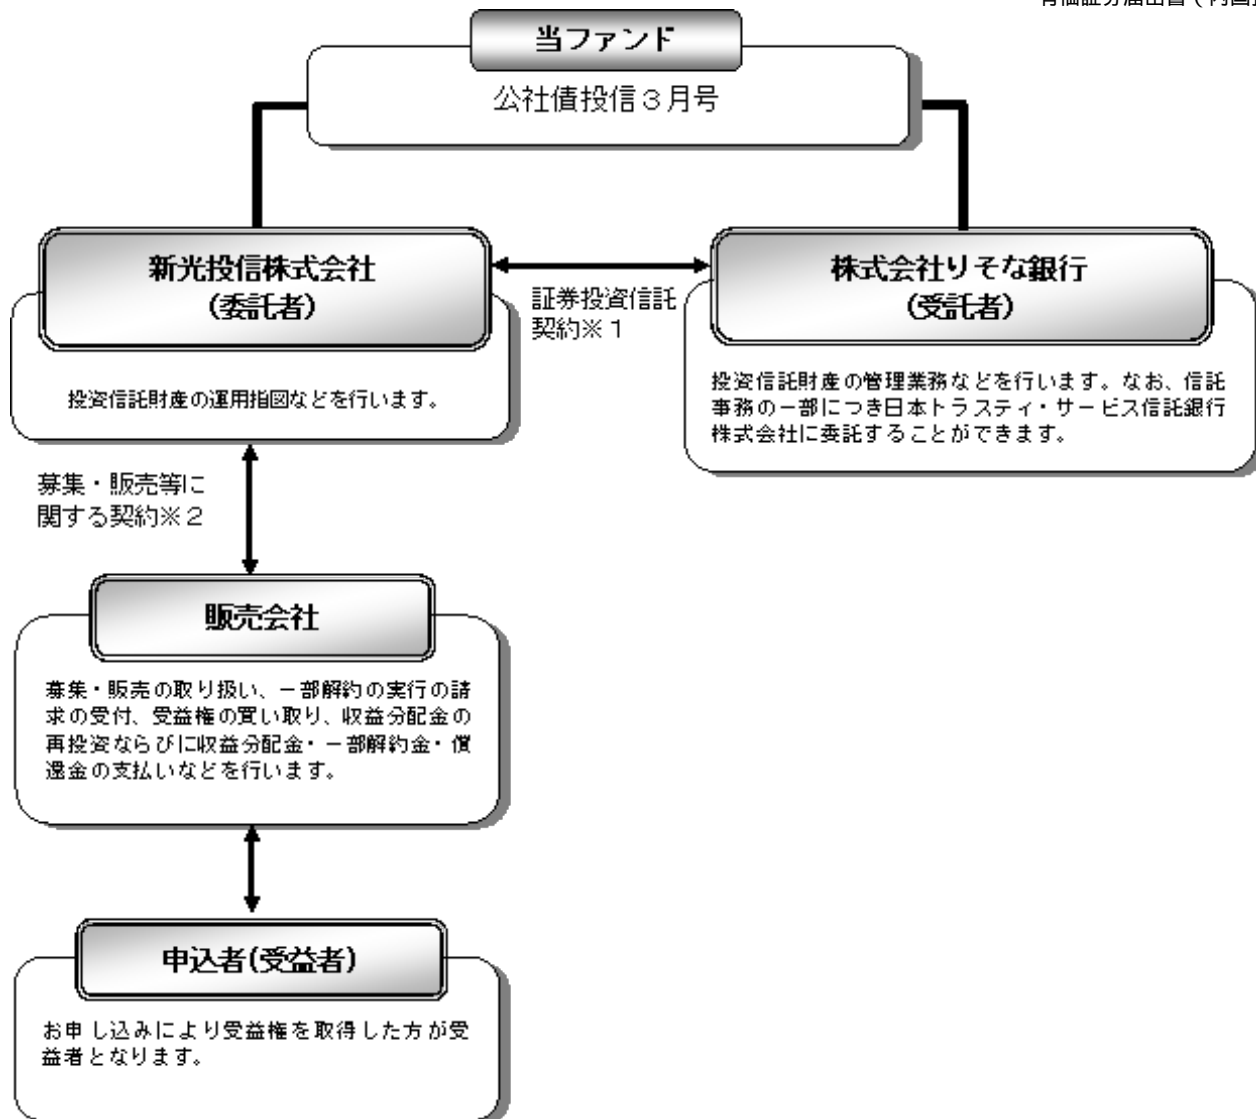 当ファンド
公社債投信３月号
新光投信株式会社
(委託者)
投資信託財産の運用指図などを行います。
証券投資信託
契約※１
株式会社りそな銀行
(受託者)
投資信託財産の管理業務などを行います。なお、信託
事務の一部につき日本トラスティ・サービス信託銀行
株式会社に委託することができます。
募集・販売等に
関する契約※２
販売会社
募集・販売の取り扱い、一部解約の実行の請
求の受付、受益権の買い取り、収益分配金の
再投資ならびに収益分配金・一部解約金・償
還金の支払いなどを行います。
申込者(受益者)
お申し込みにより受益権を取得した方が受
益者となります。